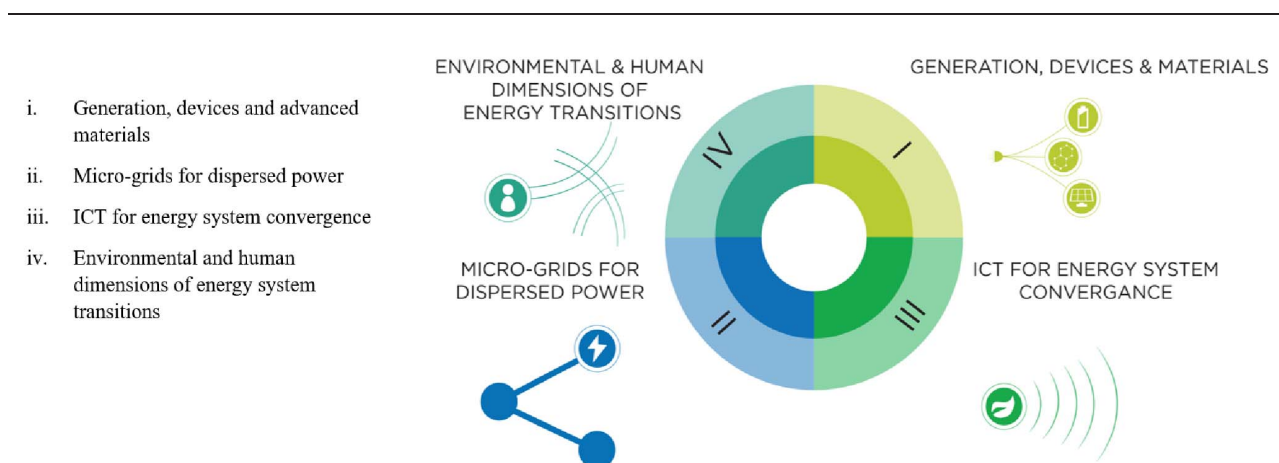 i. Generation, devices and advanced
materials
ii. Micro-grids for dispersed power
iii. ICT for energy system convergence
iv. Environmental and human
dimensions of energy system
transitions
ENVIRONMENTAL & HUMAN
DIMENSIONS OF
ENERGY TRANSITIONS
GENERATION, DEVICES & MATERIALS
IV
I
MICRO-GRIDS FOR
DISPERSED POWER
ICT FOR ENERGY SYSTEM
CONVERGANCE
II
III